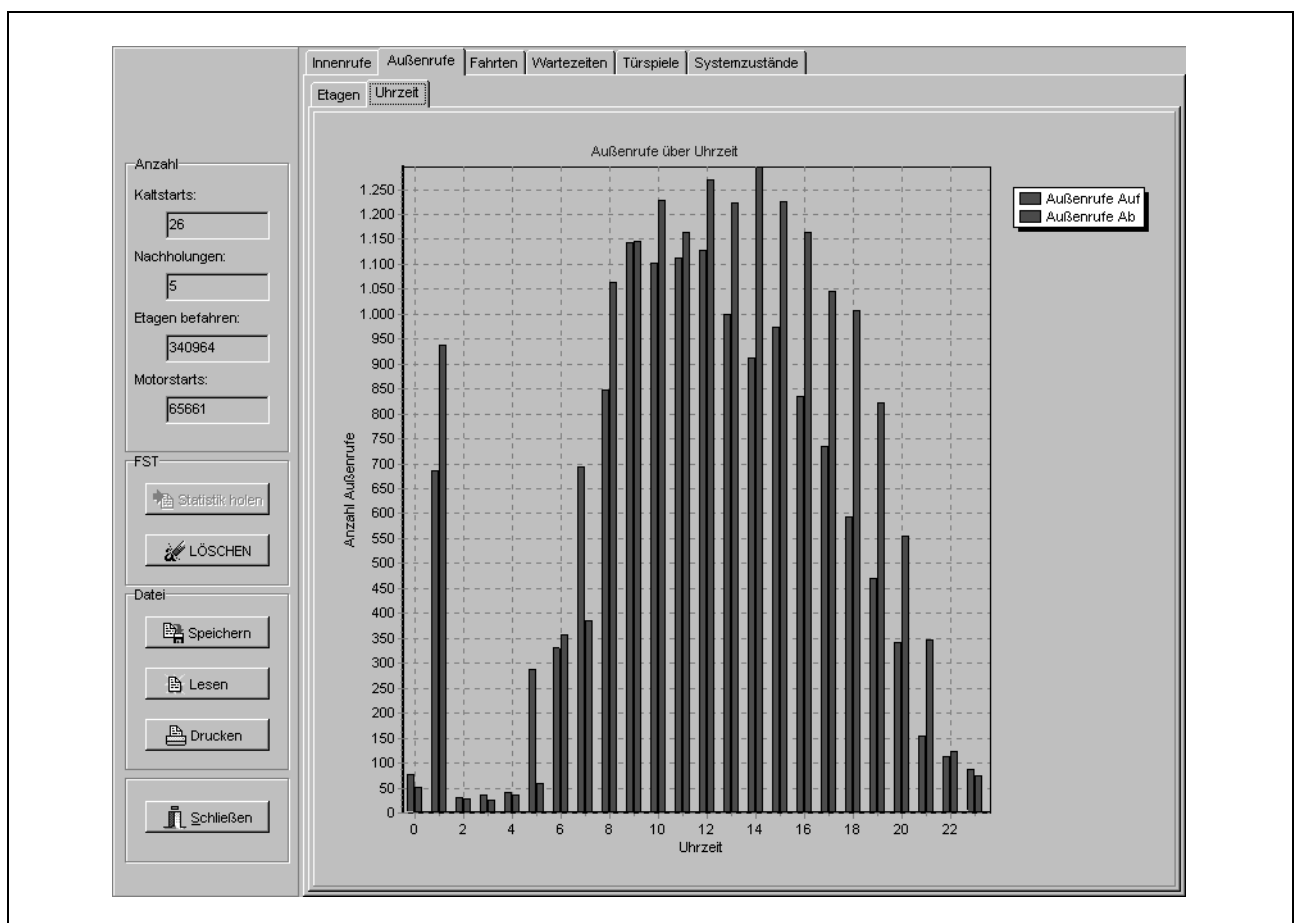 Innenrufe Außenrufe Fahrten Wartezeiten Türspiele Systemzustände
Etagen Uhrzeit
Anzahl
Kaltstarts:
26
Nachholungen:
5
Etagen befahren:
340964
Motorstarts:
65661
FST
Statistik holen
LÖSCHEN
Datei
Speichern
Lesen
Drucken
Schließen
Außenrufe über Uhrzeit
Anzahl Außenrufe
1.250
1.200
1.150
1.100
1.050
1.000
950
900
850
800
750
700
650
600
550
500
450
400
350
300
250
200
150
100
50
0
0 2 4 6 8 10 12 14 16 18 20 22
Uhrzeit
Außenrufe Auf
Außenrufe Ab